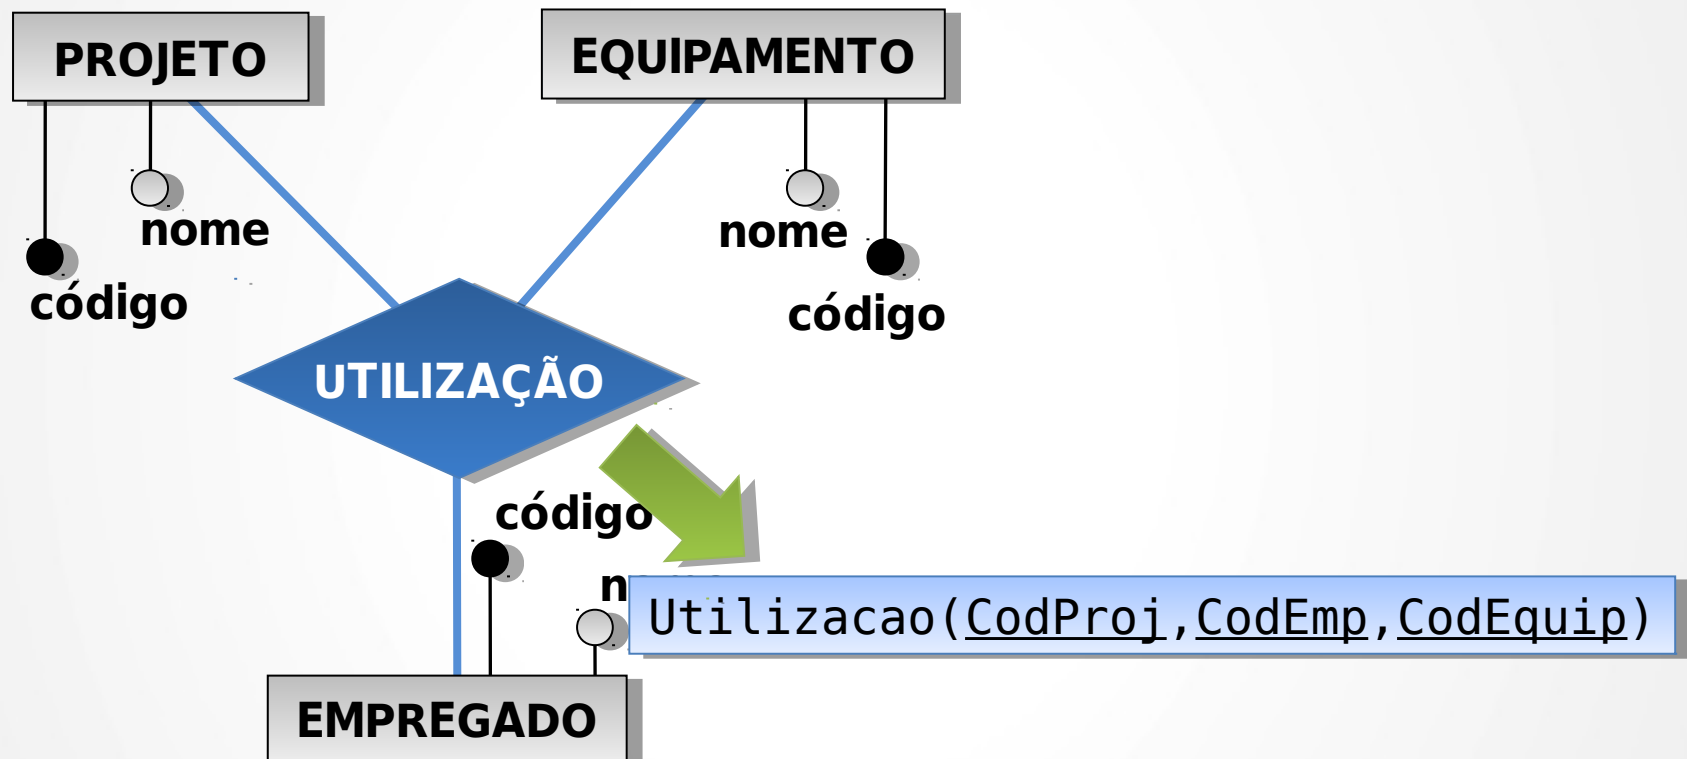 PROJETO
EQUIPAMENTO
nome
código
nome
código
UTILIZAÇÃO
código
Utilizacao(CodProj,CodEmp,CodEquip)
EMPREGADO